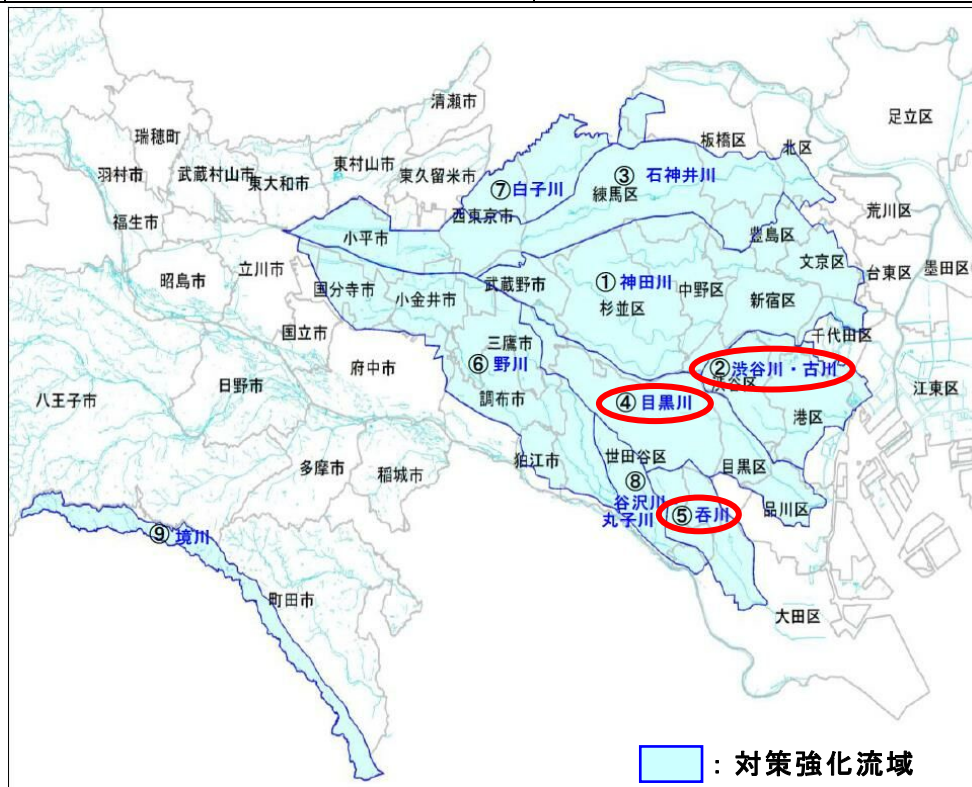 清瀬市
足立区
瑞穂町
板橋区
北区
羽村市
武蔵村山市
東大和市
東村山市
東久留米市
⑦白子川
③ 石神井川
練馬区
荒川区
福生市
西東京市
豊島区
小平市
文京区
台東区
墨田区
昭島市
立川市
国分寺市
小金井市
武蔵野市
①神田川
杉並区
中野区
新宿区
千代田区
国立市
三鷹市
⑥野川
府中市
②渋谷川・古川
渋谷区
江東区
八王子市
日野市
調布市
④目黒川
港区
多摩市
稲城市
狛江市
世田谷区
目黒区
⑧
谷沢川
丸子川
⑤呑川
品川区
⑨境川
町田市
大田区
：対策強化流域